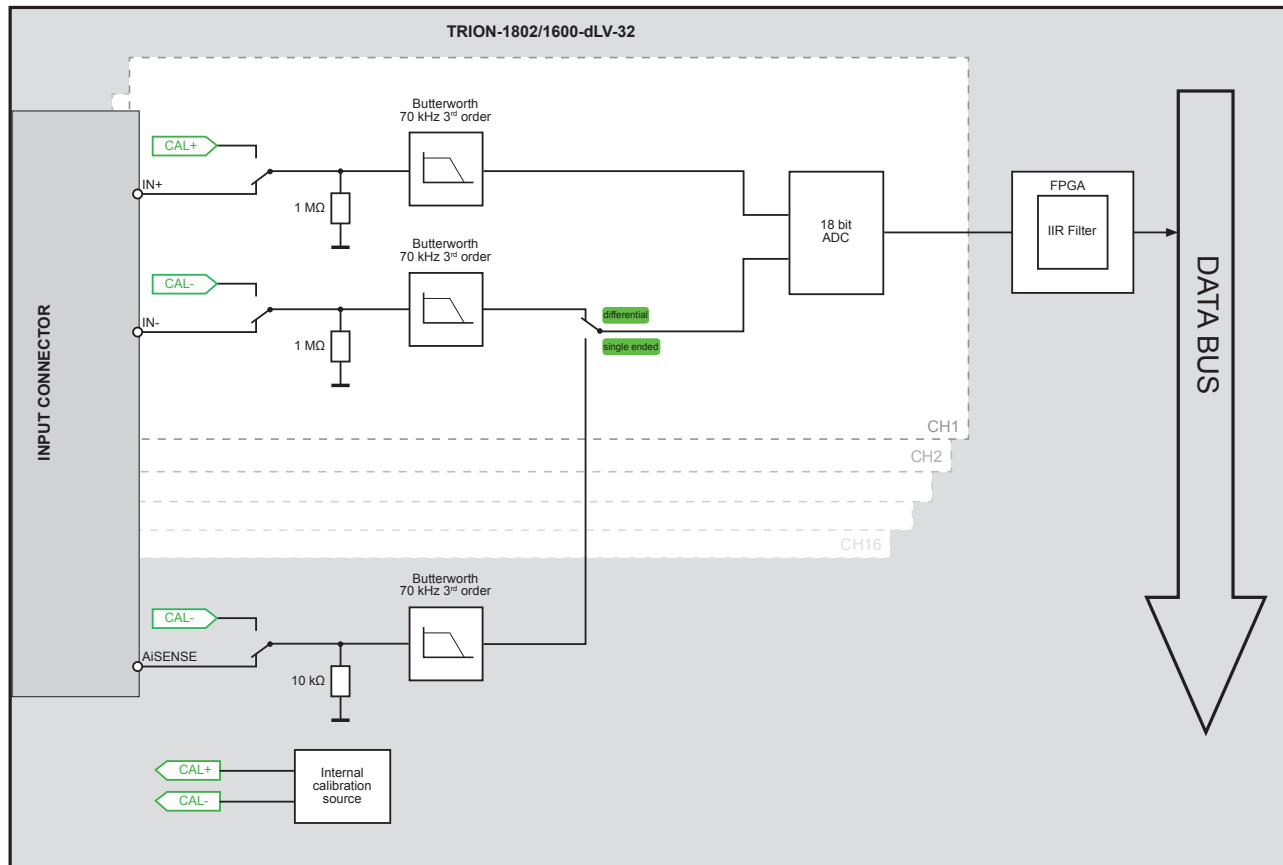 TRION-1802/1600-dLV-32
Butterworth
70 kHz 3rd order
CAL+
IN+
1 MΩ
18 bit
ADC
FPGA
IIR Filter
Butterworth
70 kHz 3rd order
CAL-
IN-
1 MΩ
differential
single ended
INPUT CONNECTOR
DATA BUS
CH1
CH2
CH16
Butterworth
70 kHz 3rd order
CAL-
AiSENSE
10 kΩ
CAL+
CAL-
Internal
calibration
source